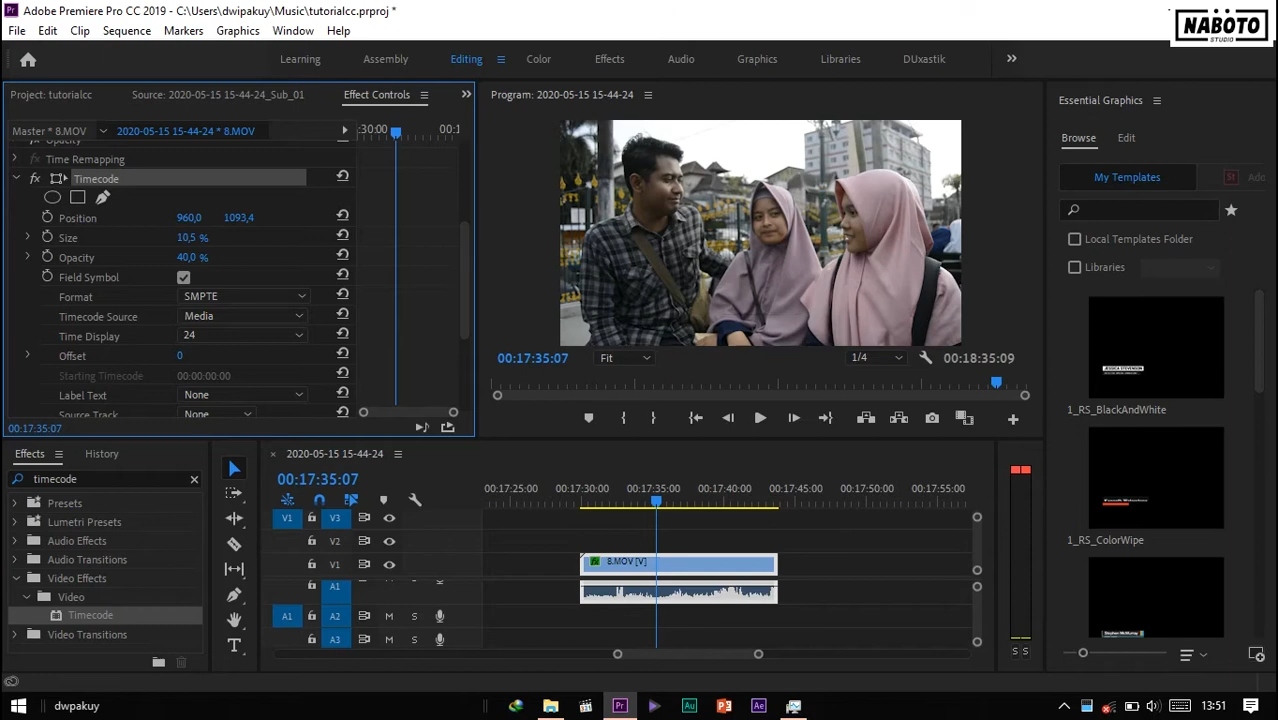 Adobe Premiere Pro CC 2019 - C:\Users\dwipakuy\Music\tutorialcc.prproj *
NABOTO
STUDIO
File Edit Clip Sequence Markers Graphics Window Help
Learning Assembly Editing Color Effects Audio Graphics Libraries DUxastik
Project: tutorialcc Source: 2020-05-15 15-44-24_Sub_01 Effect Controls
Master * 8.MOV 2020-05-15 15-44-24 * 8.MOV
:30:00 00:1
Opacity
Time Remapping
Timecode
Position 960,0 1093,4
Size 10,5 %
Opacity 40,0 %
Field Symbol
Format SMPTE
Timecode Source Media
Time Display 24
Offset 0
Starting Timecode 00:00:00:00
Label Text None
Source Track None
00:17:35:07
Program: 2020-05-15 15-44-24
00:17:35:07 Fit 1/4 00:18:35:09
Essential Graphics
Browse Edit
My Templates St Ado
Local Templates Folder
Libraries
JESSICA STEVENSON
1_RS_BlackAndWhite
1_RS_ColorWipe
Effects History
timecode
Presets
Lumetri Presets
Audio Effects
Audio Transitions
Video Effects
Video
Timecode
Video Transitions
2020-05-15 15-44-24
00:17:35:07
00:17:25:00 00:17:30:00 00:17:35:00 00:17:40:00 00:17:45:00 00:17:50:00 00:17:55:00
V1 V3
V2
V1 fx 8.MOV [V]
A1
A1 A2 M S
A3 M S
S S
dwipakuy
Pr Au Ae
13:51